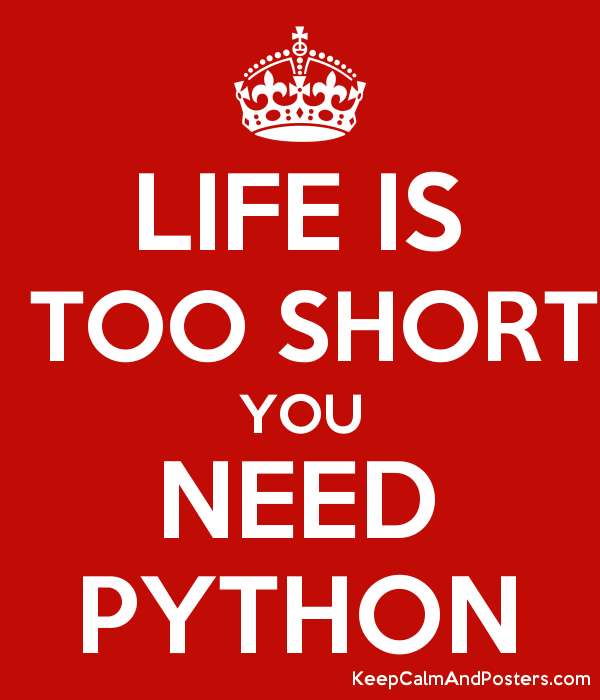 LIFE IS
TOO SHORT
YOU
NEED
PYTHON
KeepCalmAndPosters.com